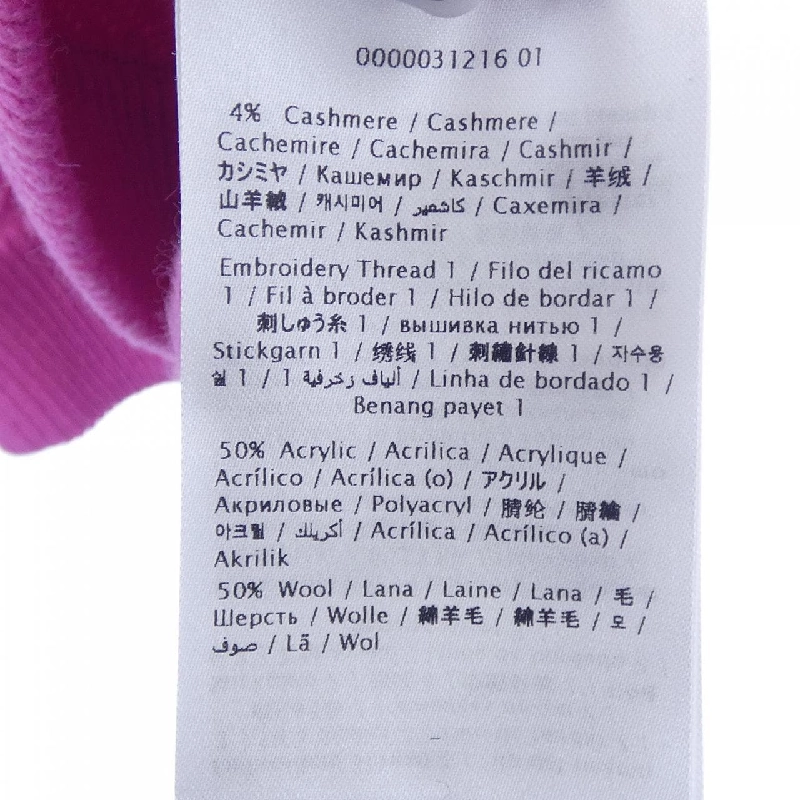 0000031216 01
4% Cashmere / Cashmere /
Cachemire / Cachemira / Cashmir /
カシミヤ / Кашемир / Kaschmir / 羊绒 /
山羊絨 / 캐시미어 / كاشمير / Caxemira /
Cachemir / Kashmir
Embroidery Thread 1 / Filo del ricamo
1 / Fil à broder 1 / Hilo de bordar 1 /
刺しゅう糸 1 / вышивка нитью 1 /
Stickgarn 1 / 绣线 1 / 刺繡針線 1 / 자수용
실 1 / ألياف زخرفية 1 / Linha de bordado 1 /
Benang payet 1
50% Acrylic / Acrilica / Acrylique /
Acrílico / Acrílica (o) / アクリル /
Акриловые / Polyacryl / 腈纶 / 腈綸 /
아크릴 / أكريلك / Acrílica / Acrílico (a) /
Akrilik
50% Wool / Lana / Laine / Lana / 毛 /
Шерсть / Wolle / 綿羊毛 / 綿羊毛 / 모 /
صوف / Lã / Wol